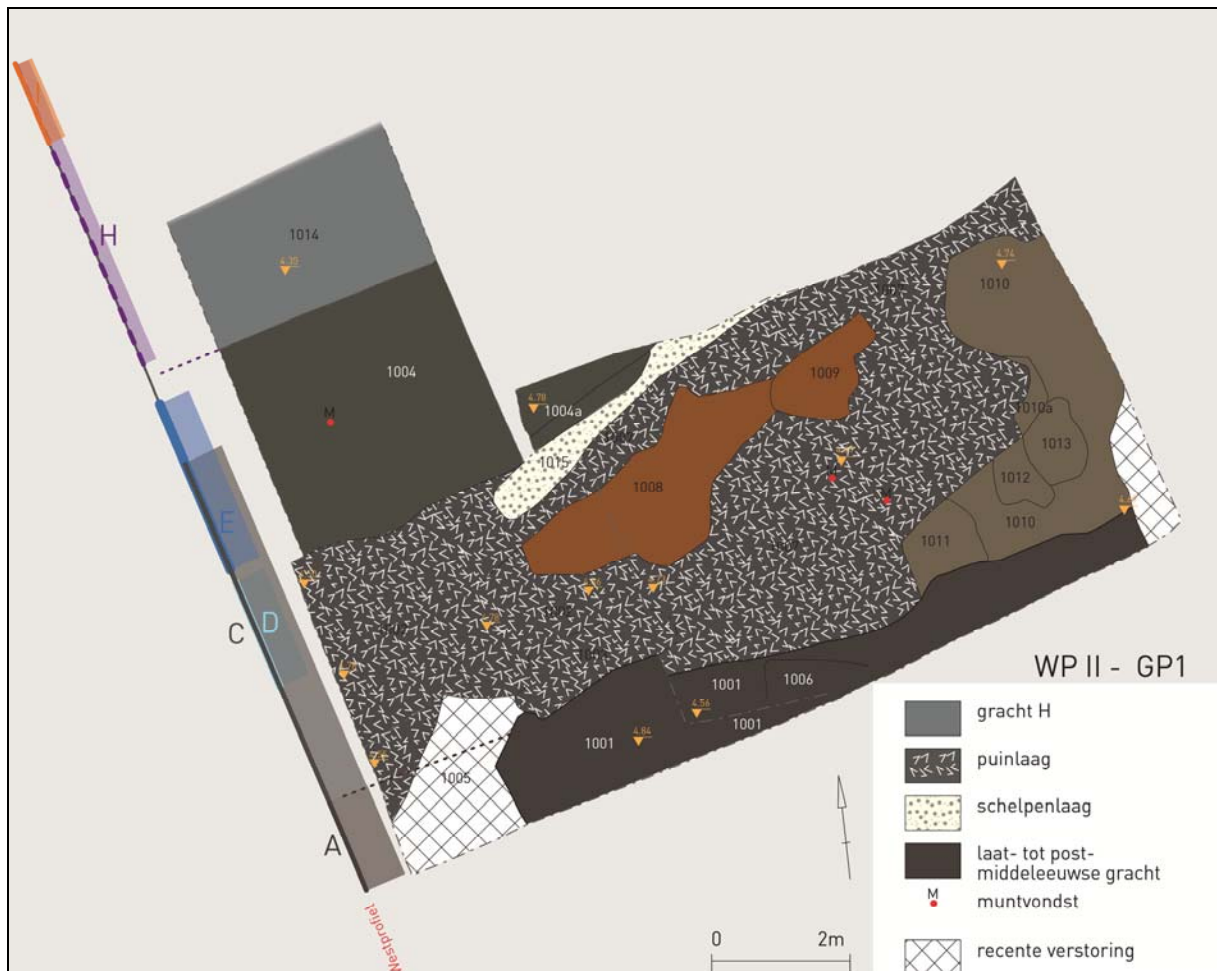 H
1014
4.35
1004
M
E
D
C
A
Westprofiel
4.78
1004a
1015
1008
1009
1007
1010
4.74
1010a
1013
1012
1010
1011
M
1005
1001
4.84
1001
1006
4.56
1001
WP II - GP1
gracht H
puinlaag
schelpenlaag
laat- tot post-
middeleeuwse gracht
M
muntvondst
recente verstoring
0 2m